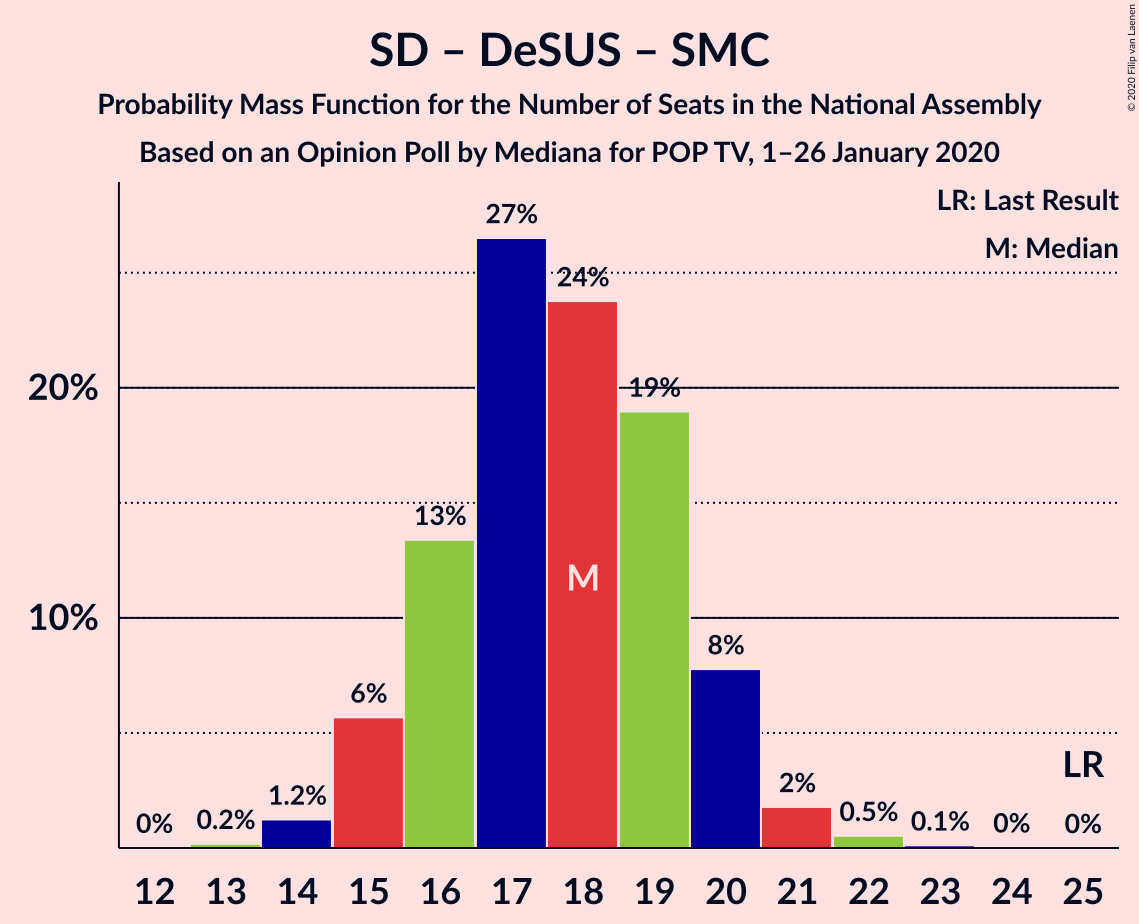 SD – DeSUS – SMC
Probability Mass Function for the Number of Seats in the National Assembly
Based on an Opinion Poll by Mediana for POP TV, 1–26 January 2020
© 2020 Filip van Laenen
LR: Last Result
M: Median
27%
24%
20%
19%
13%
M
10%
8%
6%
LR
2%
1.2%
0.5%
0%
0.2%
0.1%
0%
0%
12 13 14 15 16 17 18 19 20 21 22 23 24 25